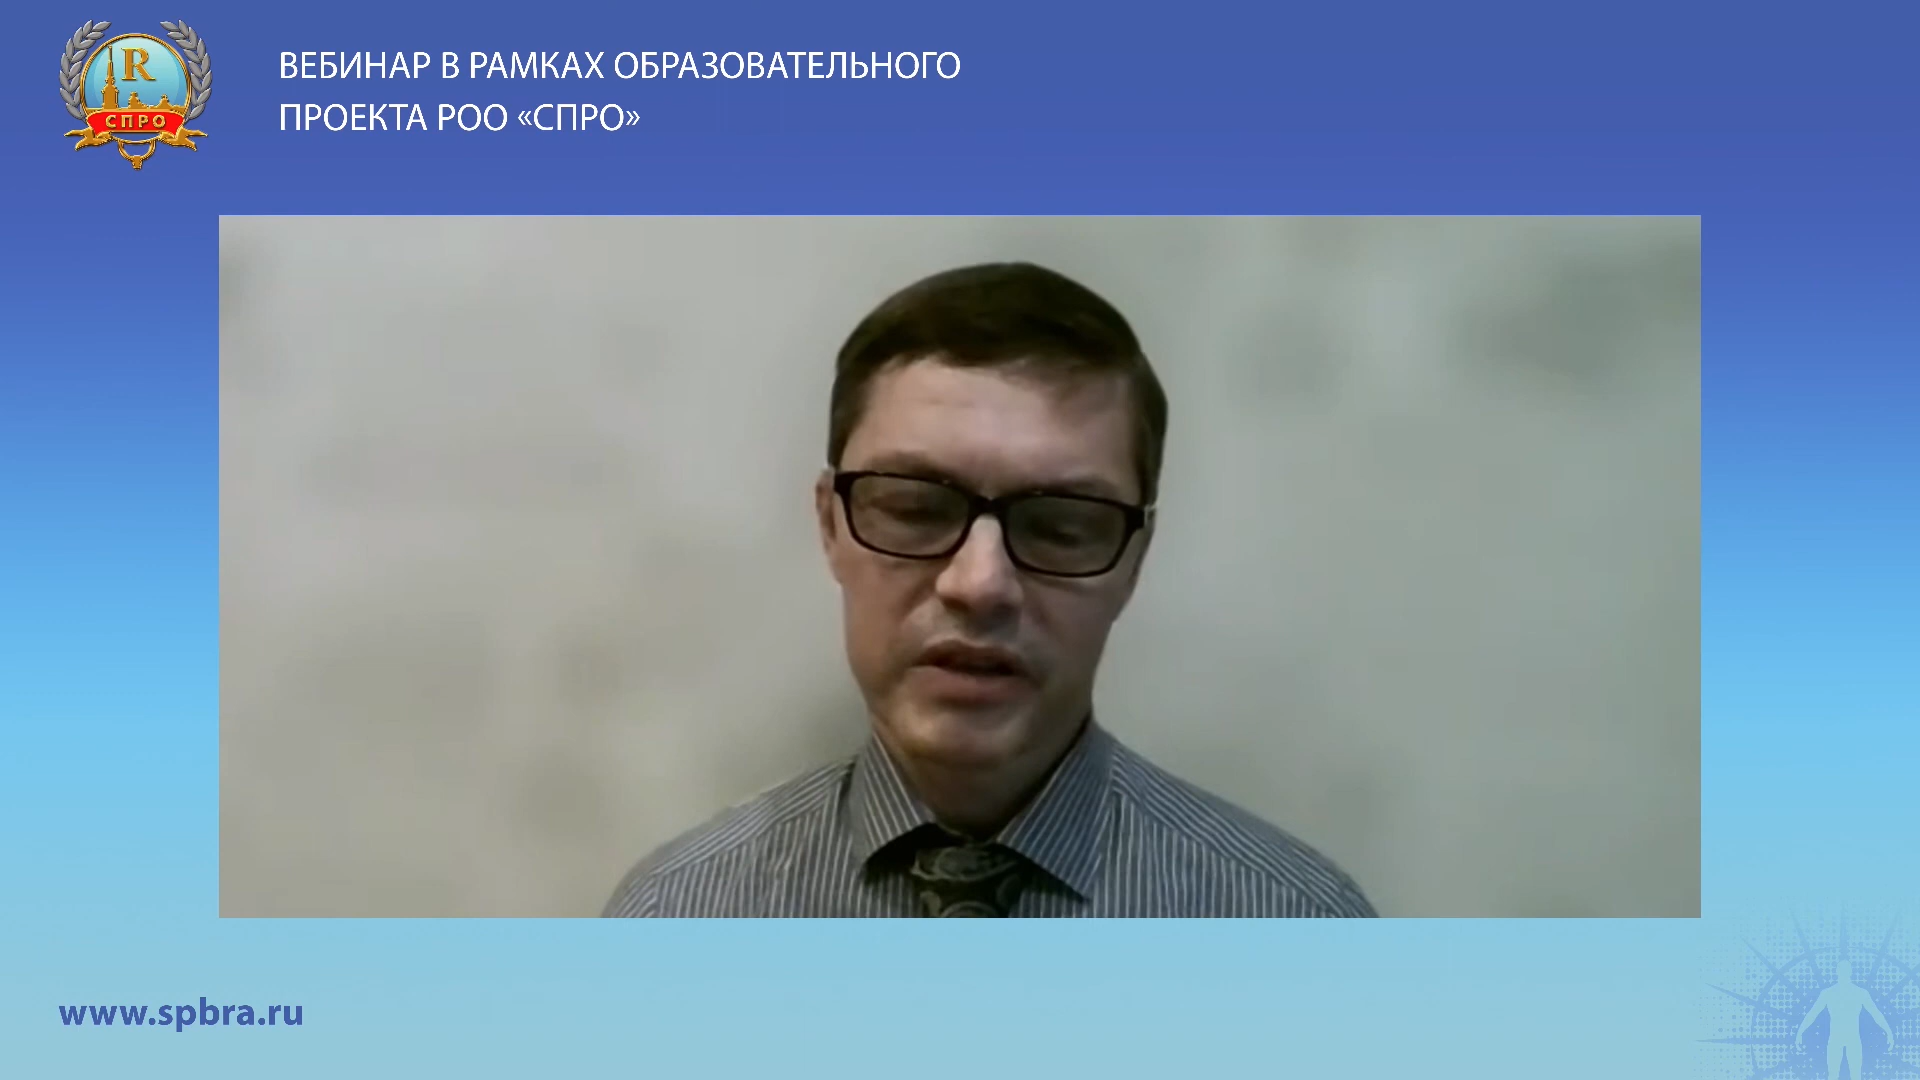 R
СПРО
ВЕБИНАР В РАМКАХ ОБРАЗОВАТЕЛЬНОГО
ПРОЕКТА РОО «СПРО»
www.spbra.ru